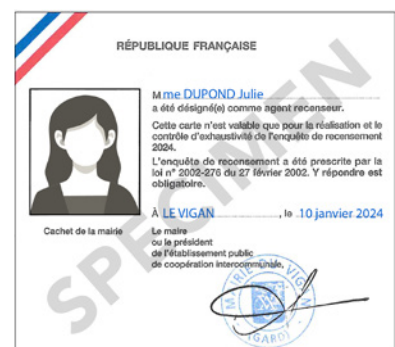 RÉPUBLIQUE FRANÇAISE
Mme DUPOND Julie
a été désigné(e) comme agent recenseur.
Cette carte n'est valable que pour la réalisation et le
contrôle d'exhaustivité de l'enquête de recensement
2024.
L'enquête de recensement a été prescrite par la
loi n° 2002-276 du 27 février 2002. Y répondre est
obligatoire.
À LE VIGAN, le 10 janvier 2024
Cachet de la mairie
Le maire
ou le président
de l'établissement public
de coopération intercommunale,
MAIRIE
VIGAN
(GARD)
SPECIMEN